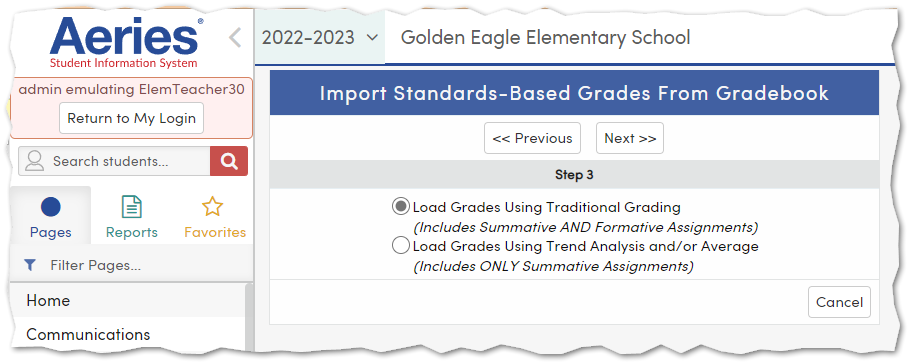 Aeries®
Student Information System
2022-2023
Golden Eagle Elementary School
admin emulating ElemTeacher30
Return to My Login
Search students...
Pages
Reports
Favorites
Filter Pages...
Home
Communications
Import Standards-Based Grades From Gradebook
<< Previous
Next >>
Step 3
Load Grades Using Traditional Grading
(Includes Summative AND Formative Assignments)
Load Grades Using Trend Analysis and/or Average
(Includes ONLY Summative Assignments)
Cancel